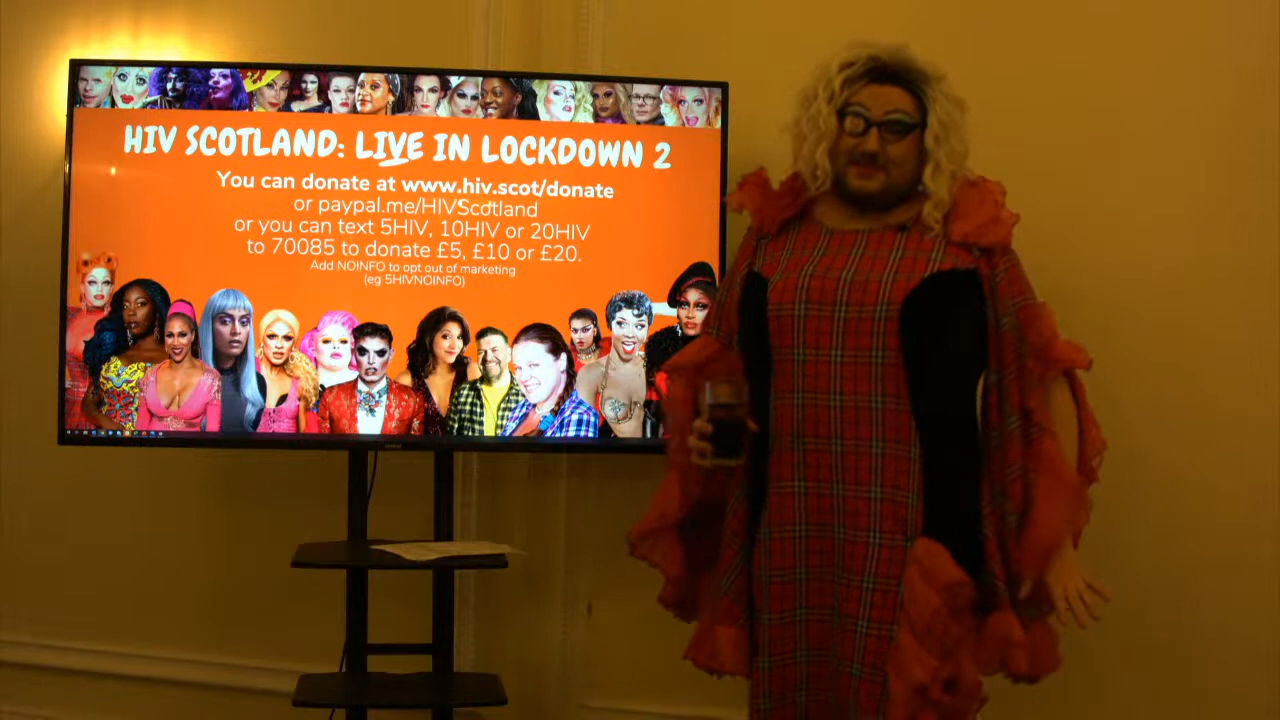 HIV SCOTLAND: LIVE IN LOCKDOWN 2
You can donate at www.hiv.scot/donate
or paypal.me/HIVScotland
or you can text 5HIV, 10HIV or 20HIV
to 70085 to donate £5, £10 or £20.
Add NOINFO to opt out of marketing
(eg 5HIVNOINFO)